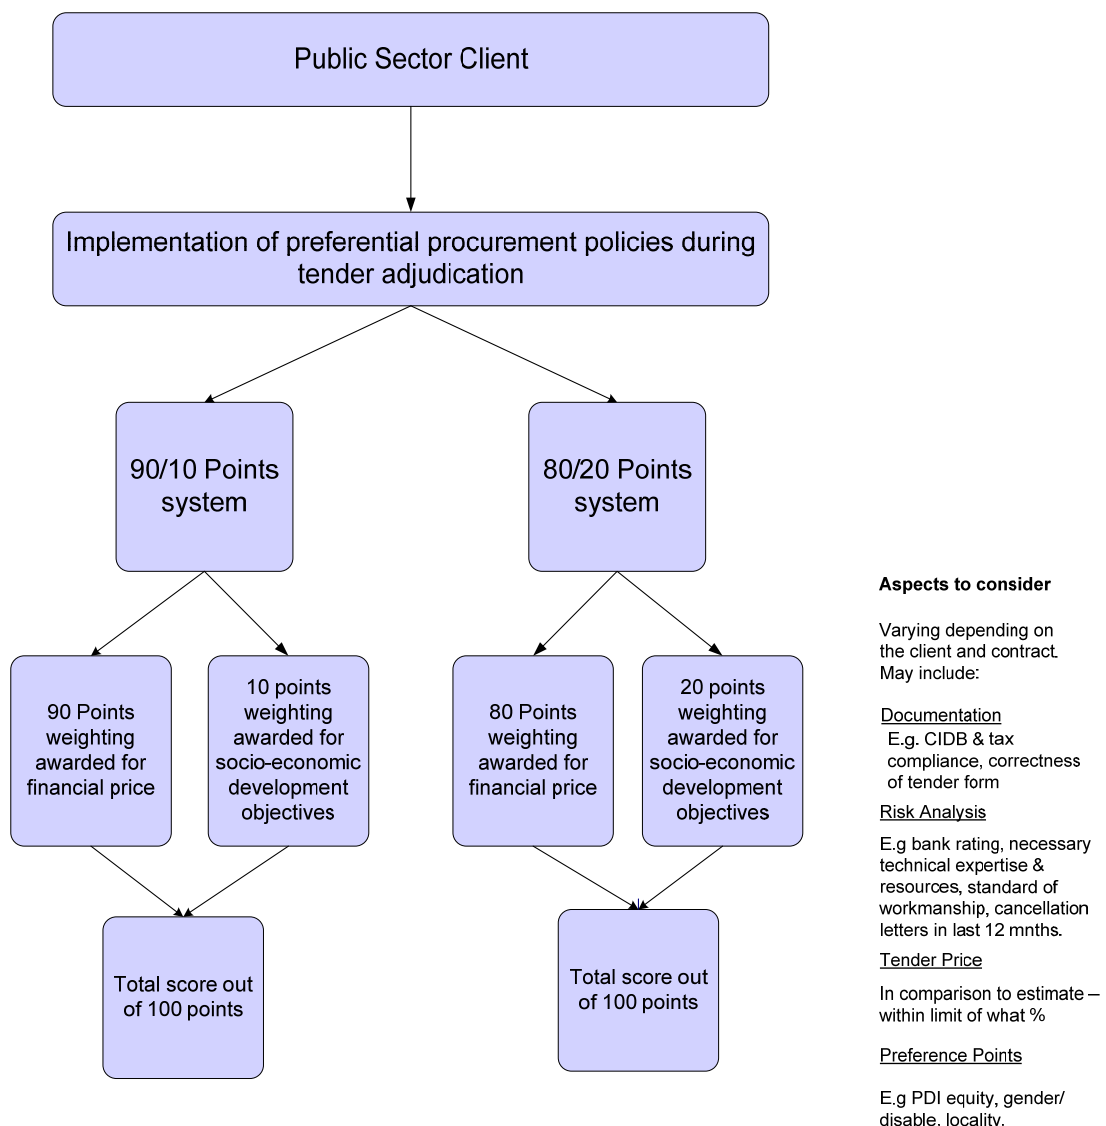 Public Sector Client
Implementation of preferential procurement policies during
tender adjudication
90/10 Points
system
80/20 Points
system
90 Points
weighting
awarded for
financial price
10 points
weighting
awarded for
socio-economic
development
objectives
80 Points
weighting
awarded for
financial price
20 points
weighting
awarded for
socio-economic
development
objectives
Total score out
of 100 points
Total score out
of 100 points
Aspects to consider
Varying depending on
the client and contract.
May include:
Documentation
E.g. CIDB & tax
compliance, correctness
of tender form
Risk Analysis
E.g bank rating, necessary
technical expertise &
resources, standard of
workmanship, cancellation
letters in last 12 mnths.
Tender Price
In comparison to estimate –
within limit of what %
Preference Points
E.g PDI equity, gender/
disable, locality.